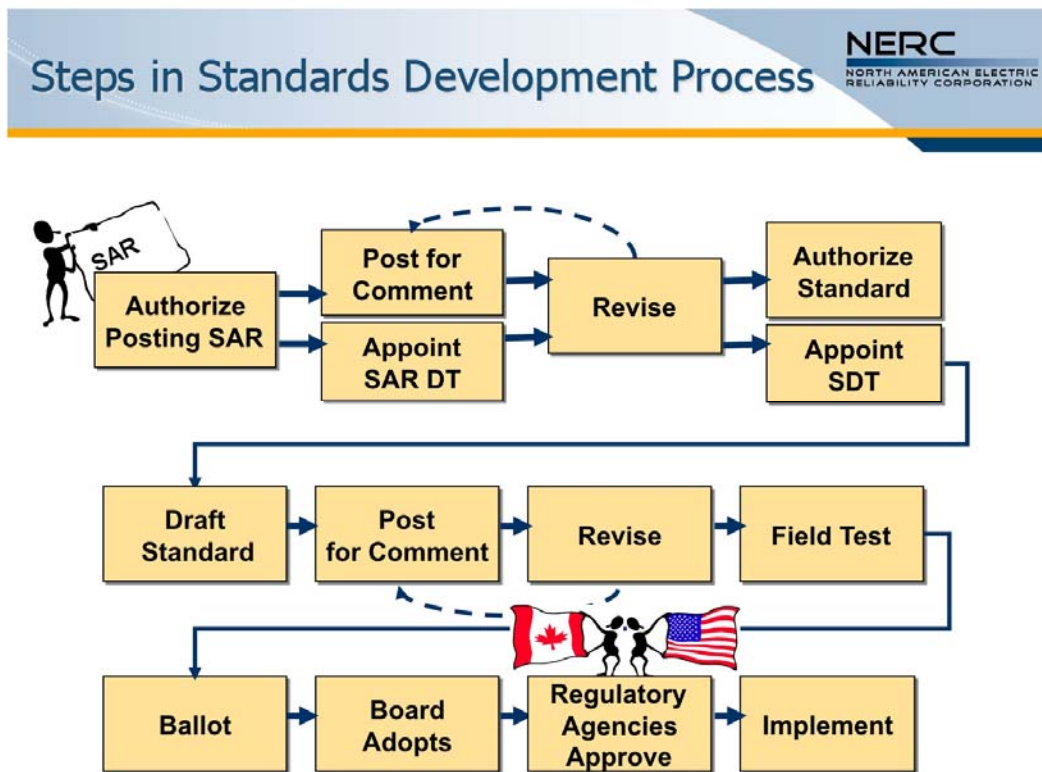 Steps in Standards Development Process
NERC
NORTH AMERICAN ELECTRIC
RELIABILITY CORPORATION
SAR
Authorize
Posting SAR
Post for
Comment
Appoint
SAR DT
Revise
Authorize
Standard
Appoint
SDT
Draft
Standard
Post
for Comment
Revise
Field Test
Ballot
Board
Adopts
Regulatory
Agencies
Approve
Implement